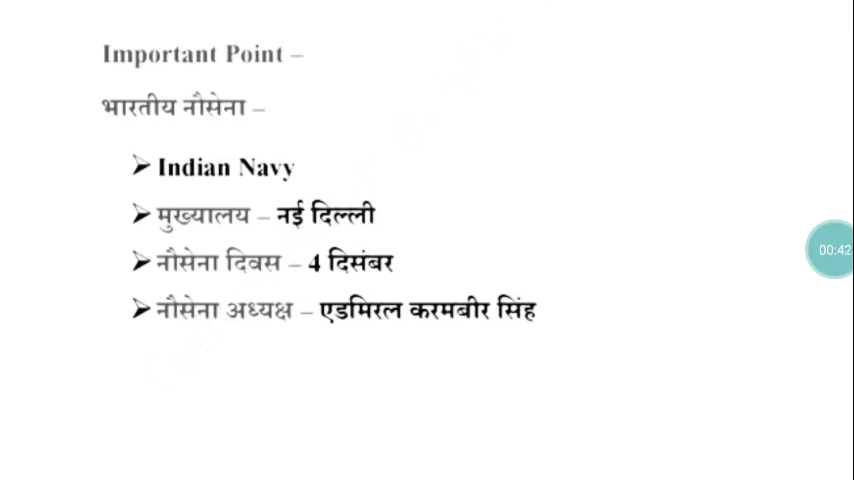 Important Point –
भारतीय नौसेना –
➢ Indian Navy
➢ मुख्यालय – नई दिल्ली
➢ नौसेना दिवस – 4 दिसंबर
➢ नौसेना अध्यक्ष – एडमिरल करमबीर सिंह
00:42